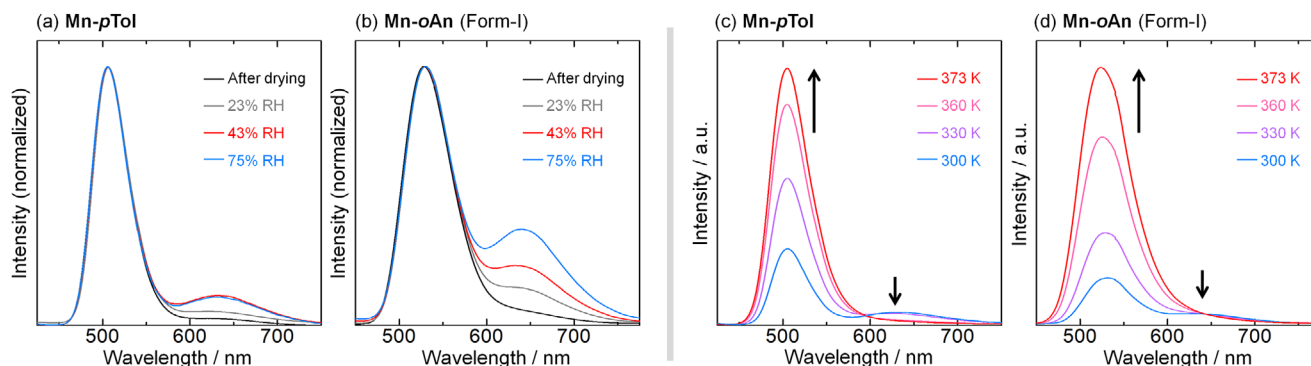 (a) Mn-pTol
Intensity (normalized)
After drying
23% RH
43% RH
75% RH
500
600
700
Wavelength / nm
(b) Mn-oAn (Form-I)
Intensity (normalized)
After drying
23% RH
43% RH
75% RH
500
600
700
Wavelength / nm
(c) Mn-pTol
Intensity / a.u.
373 K
360 K
330 K
300 K
500
600
700
Wavelength / nm
(d) Mn-oAn (Form-I)
Intensity / a.u.
373 K
360 K
330 K
300 K
500
600
700
Wavelength / nm